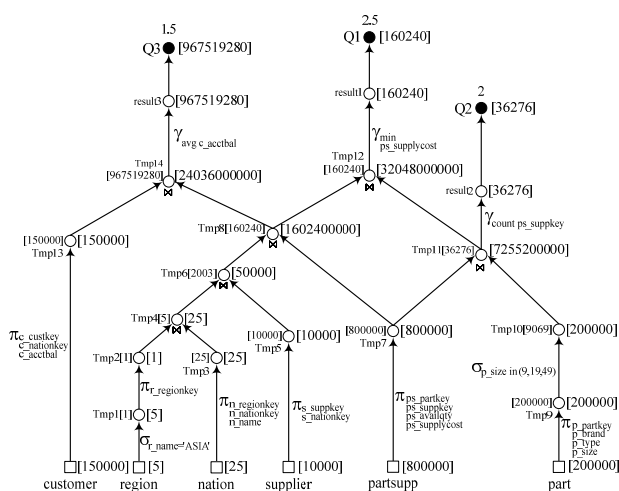 1.5
Q3 [967519280]
2.5
Q1 [160240]
2
Q2 [36276]
result3 [967519280]
result1 [160240]
result2 [36276]
γavg c_acctbal
γmin
ps_supplycost
γcount ps_suppkey
Tmp14
[967519280] [24036000000]
⋈
Tmp12
[160240] [32048000000]
⋈
[150000] [150000]
Tmp13
Tmp8[160240] [1602400000]
⋈
Tmp11[36276] [7255200000]
⋈
Tmp6[2003] [50000]
⋈
Tmp4[5] [25]
⋈
[10000] [10000]
Tmp5
[800000] [800000]
Tmp7
Tmp10[9069] [200000]
Tmp2[1] [1]
[25] [25]
Tmp3
πc_custkey
c_nationkey
c_acctbal
πr_regionkey
πn_regionkey
n_nationkey
n_name
πs_suppkey
s_nationkey
πps_partkey
ps_suppkey
ps_availqty
ps_supplycost
σp_size in (9,19,49)
Tmp1[1] [5]
[200000] [200000]
Tmp9
σr_name='ASIA'
πp_partkey
p_brand
p_type
p_size
[150000] [5] [25] [10000] [800000] [200000]
customer region nation supplier partsupp part